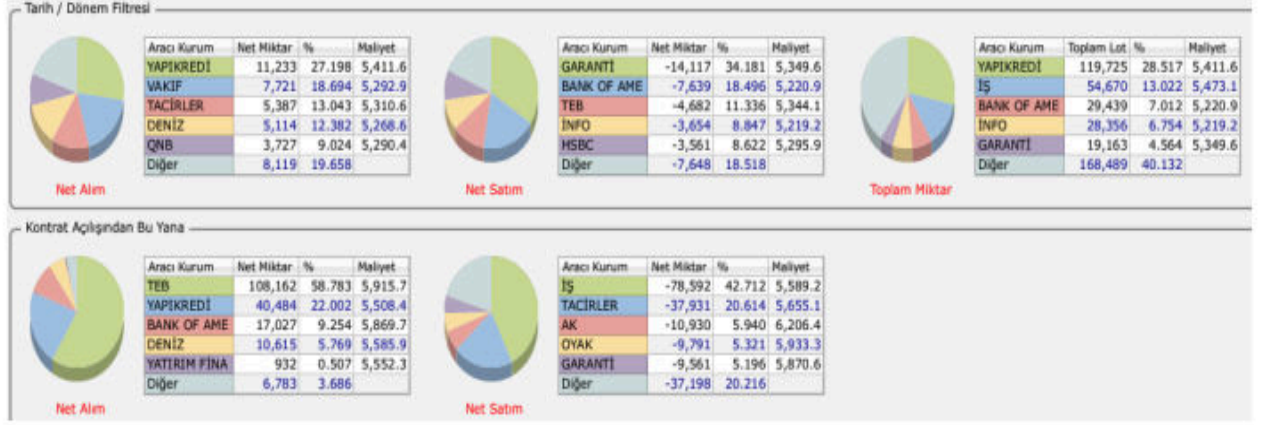 Tarih / Dönem Filtresi
Aracı Kurum Net Miktar % Maliyet
YAPIKREDİ 11,233 27.198 5,411.6
VAKIF 7,721 18.694 5,292.9
TACİRLER 5,387 13.043 5,310.6
DENİZ 5,114 12.382 5,268.6
QNB 3,727 9.024 5,290.4
Diğer 8,119 19.658
Net Alım
Aracı Kurum Net Miktar % Maliyet
GARANTİ -14,117 34.181 5,349.6
BANK OF AME -7,639 18.496 5,220.9
TEB -4,682 11.336 5,344.1
İNFO -3,654 8.847 5,219.2
HSBC -3,561 8.622 5,295.9
Diğer -7,648 18.518
Net Satım
Aracı Kurum Toplam Lot % Maliyet
YAPIKREDİ 119,725 28.517 5,411.6
İŞ 54,670 13.022 5,473.1
BANK OF AME 29,439 7.012 5,220.9
İNFO 28,356 6.754 5,219.2
GARANTİ 19,163 4.564 5,349.6
Diğer 168,489 40.132
Toplam Miktar
Kontrat Açılışından Bu Yana
Aracı Kurum Net Miktar % Maliyet
TEB 108,162 58.783 5,915.7
YAPIKREDİ 40,484 22.002 5,508.4
BANK OF AME 17,027 9.254 5,869.7
DENİZ 10,615 5.769 5,585.9
YATIRIM FİNA 932 0.507 5,552.3
Diğer 6,783 3.686
Net Alım
Aracı Kurum Net Miktar % Maliyet
İŞ -78,592 42.712 5,589.2
TACİRLER -37,931 20.614 5,655.1
AK -10,930 5.940 6,206.4
OYAK -9,791 5.321 5,933.3
GARANTİ -9,561 5.196 5,870.6
Diğer -37,198 20.216
Net Satım